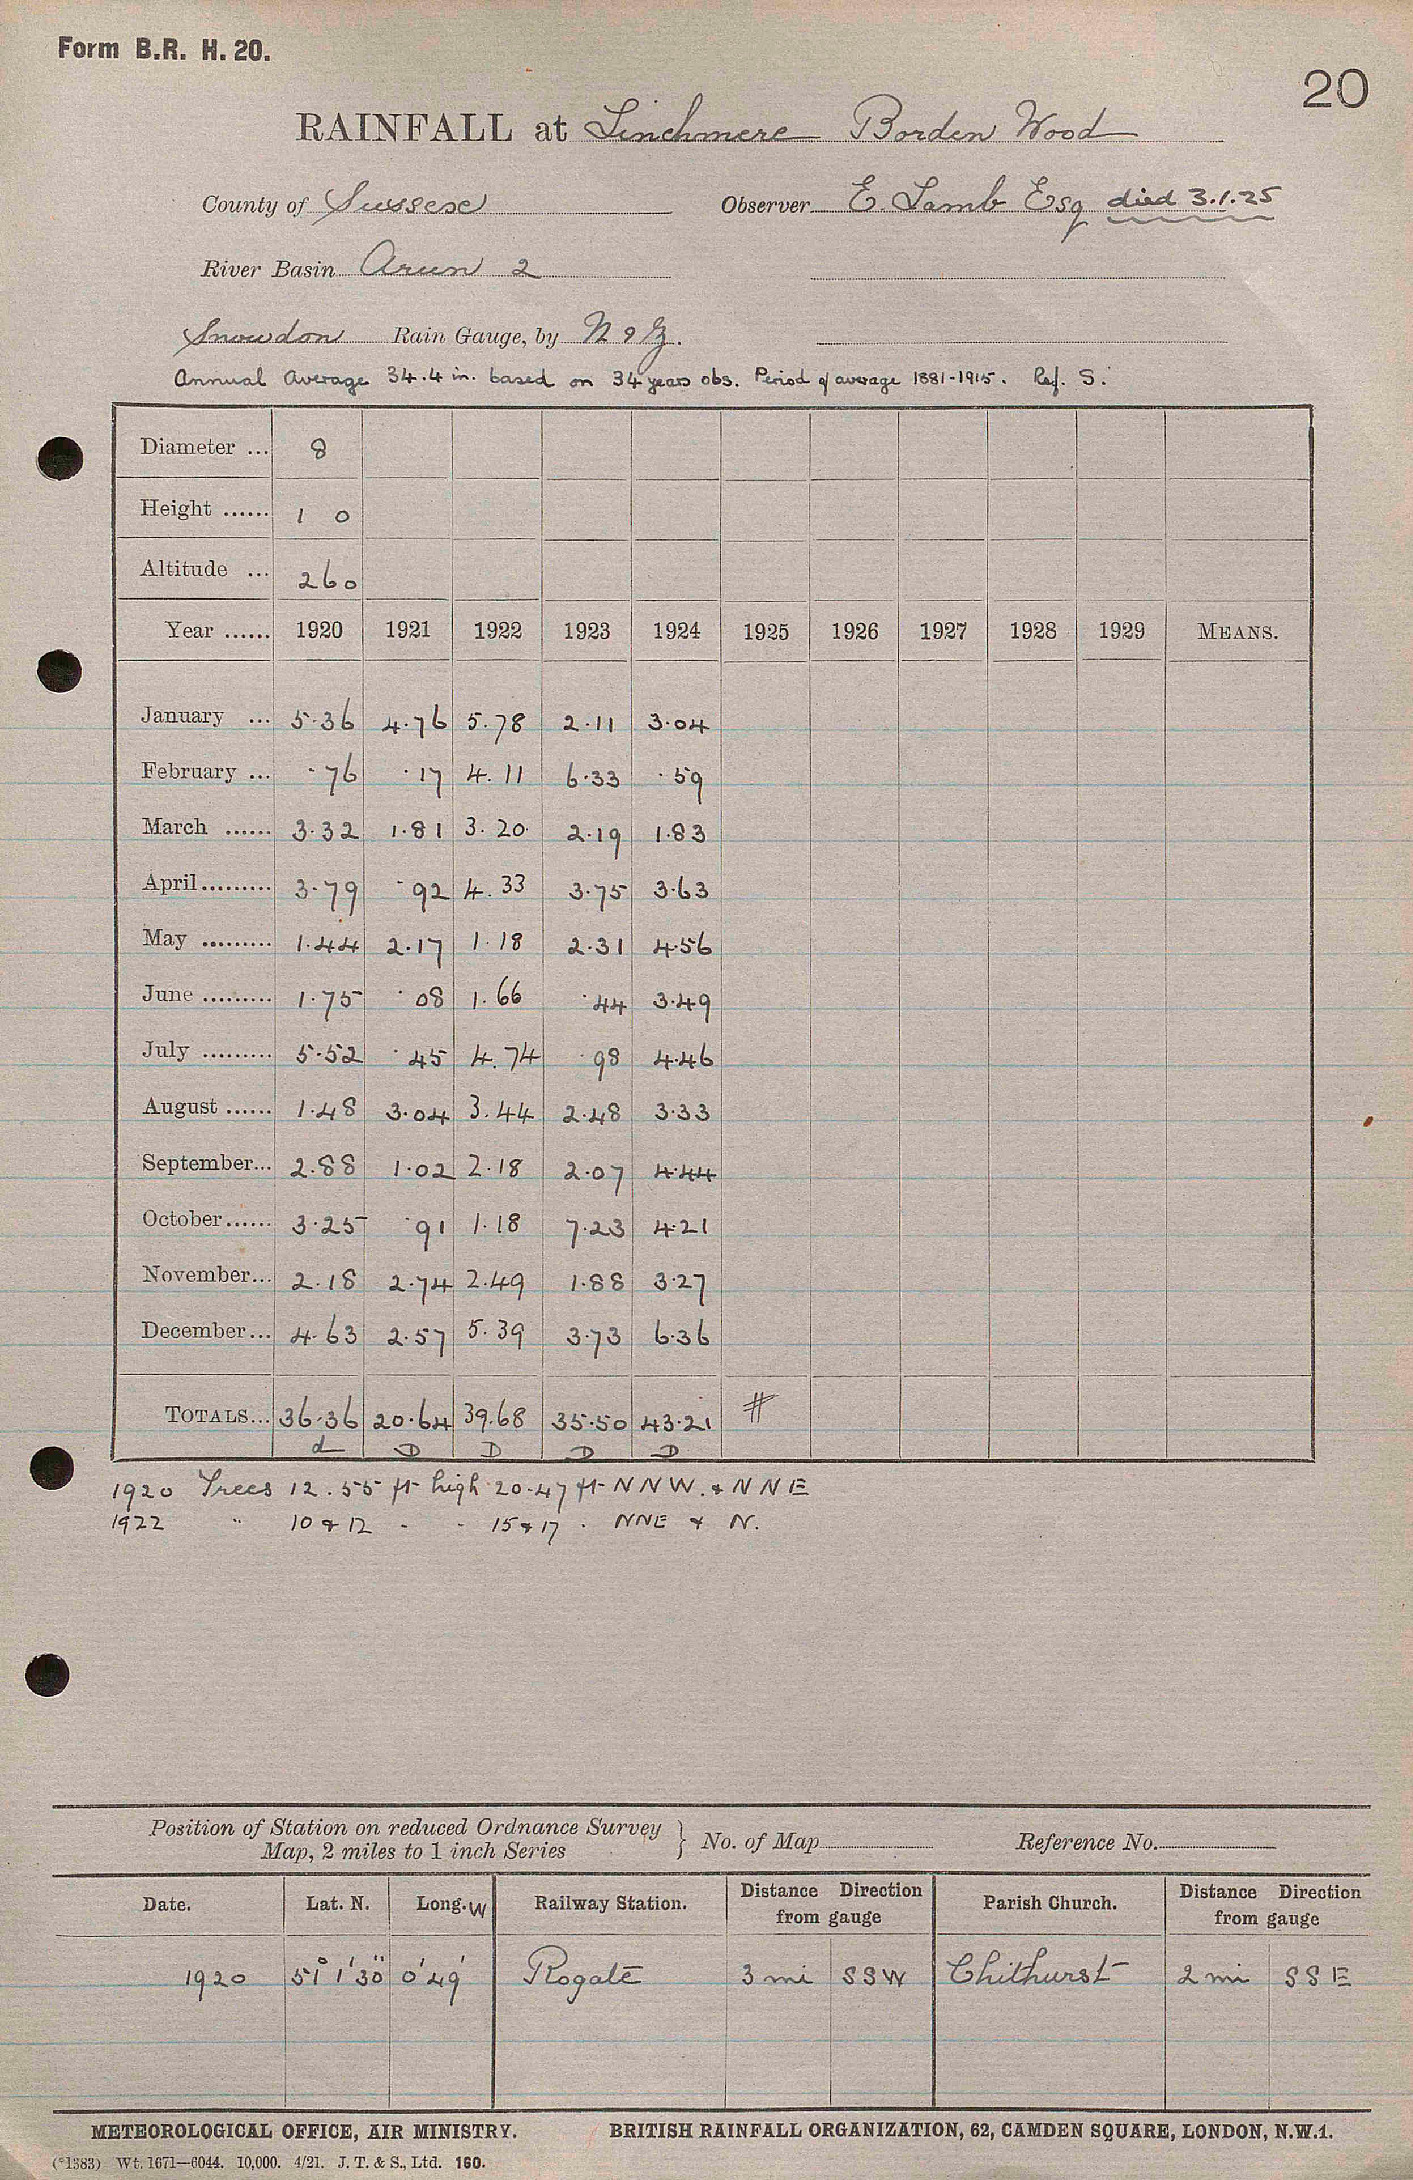 Form B.R. H. 20.
20
RAINFALL at Linchmere Borden Wood
County of Sussex Observer E. Lamb Esq died 3.1.25
River Basin Arun 2
Snowdon Rain Gauge, by N & Z.
Annual Average 34.4 in. based on 34 years obs. Period of average 1881-1915. Ref. S.
Diameter ... 8
Height ...... 1 0
Altitude ... 260
Year ...... 1920 1921 1922 1923 1924 1925 1926 1927 1928 1929 MEANS.
January ... 5.36 4.76 5.78 2.11 3.04
February ... .76 .17 4.11 6.33 .59
March ...... 3.32 1.81 3.20 2.19 1.83
April......... 3.79 .92 4.33 3.75 3.63
May ......... 1.44 2.17 1.18 2.31 4.56
June ......... 1.75 .08 1.66 .44 3.49
July ......... 5.52 .45 4.74 .98 4.46
August ...... 1.48 3.04 3.44 2.48 3.33
September... 2.88 1.02 2.18 2.07 4.44
October...... 3.25 .91 1.18 7.23 4.21
November... 2.18 2.74 2.49 1.88 3.27
December... 4.63 2.57 5.39 3.73 6.36
TOTALS... 36.36 20.64 39.68 35.50 43.21 #
d D D D D
1920 Trees 12.55 ft high 20.47 ft NNW. & NNE
1922 " 10 & 12 - - 15 & 17 . NNE & N.
Position of Station on reduced Ordnance Survey
Map, 2 miles to 1 inch Series } No. of Map Reference No.
Date. Lat. N. Long. W Railway Station. Distance Direction from gauge Parish Church. Distance Direction from gauge
1920 51° 1' 30" 0° 49' Rogate 3 mi SSW Chithurst 2 mi SSE
METEOROLOGICAL OFFICE, AIR MINISTRY. BRITISH RAINFALL ORGANIZATION, 62, CAMDEN SQUARE, LONDON, N.W.1.
(*1383) Wt. 1671—6044. 10,000. 4/21. J. T. & S., Ltd. 160.